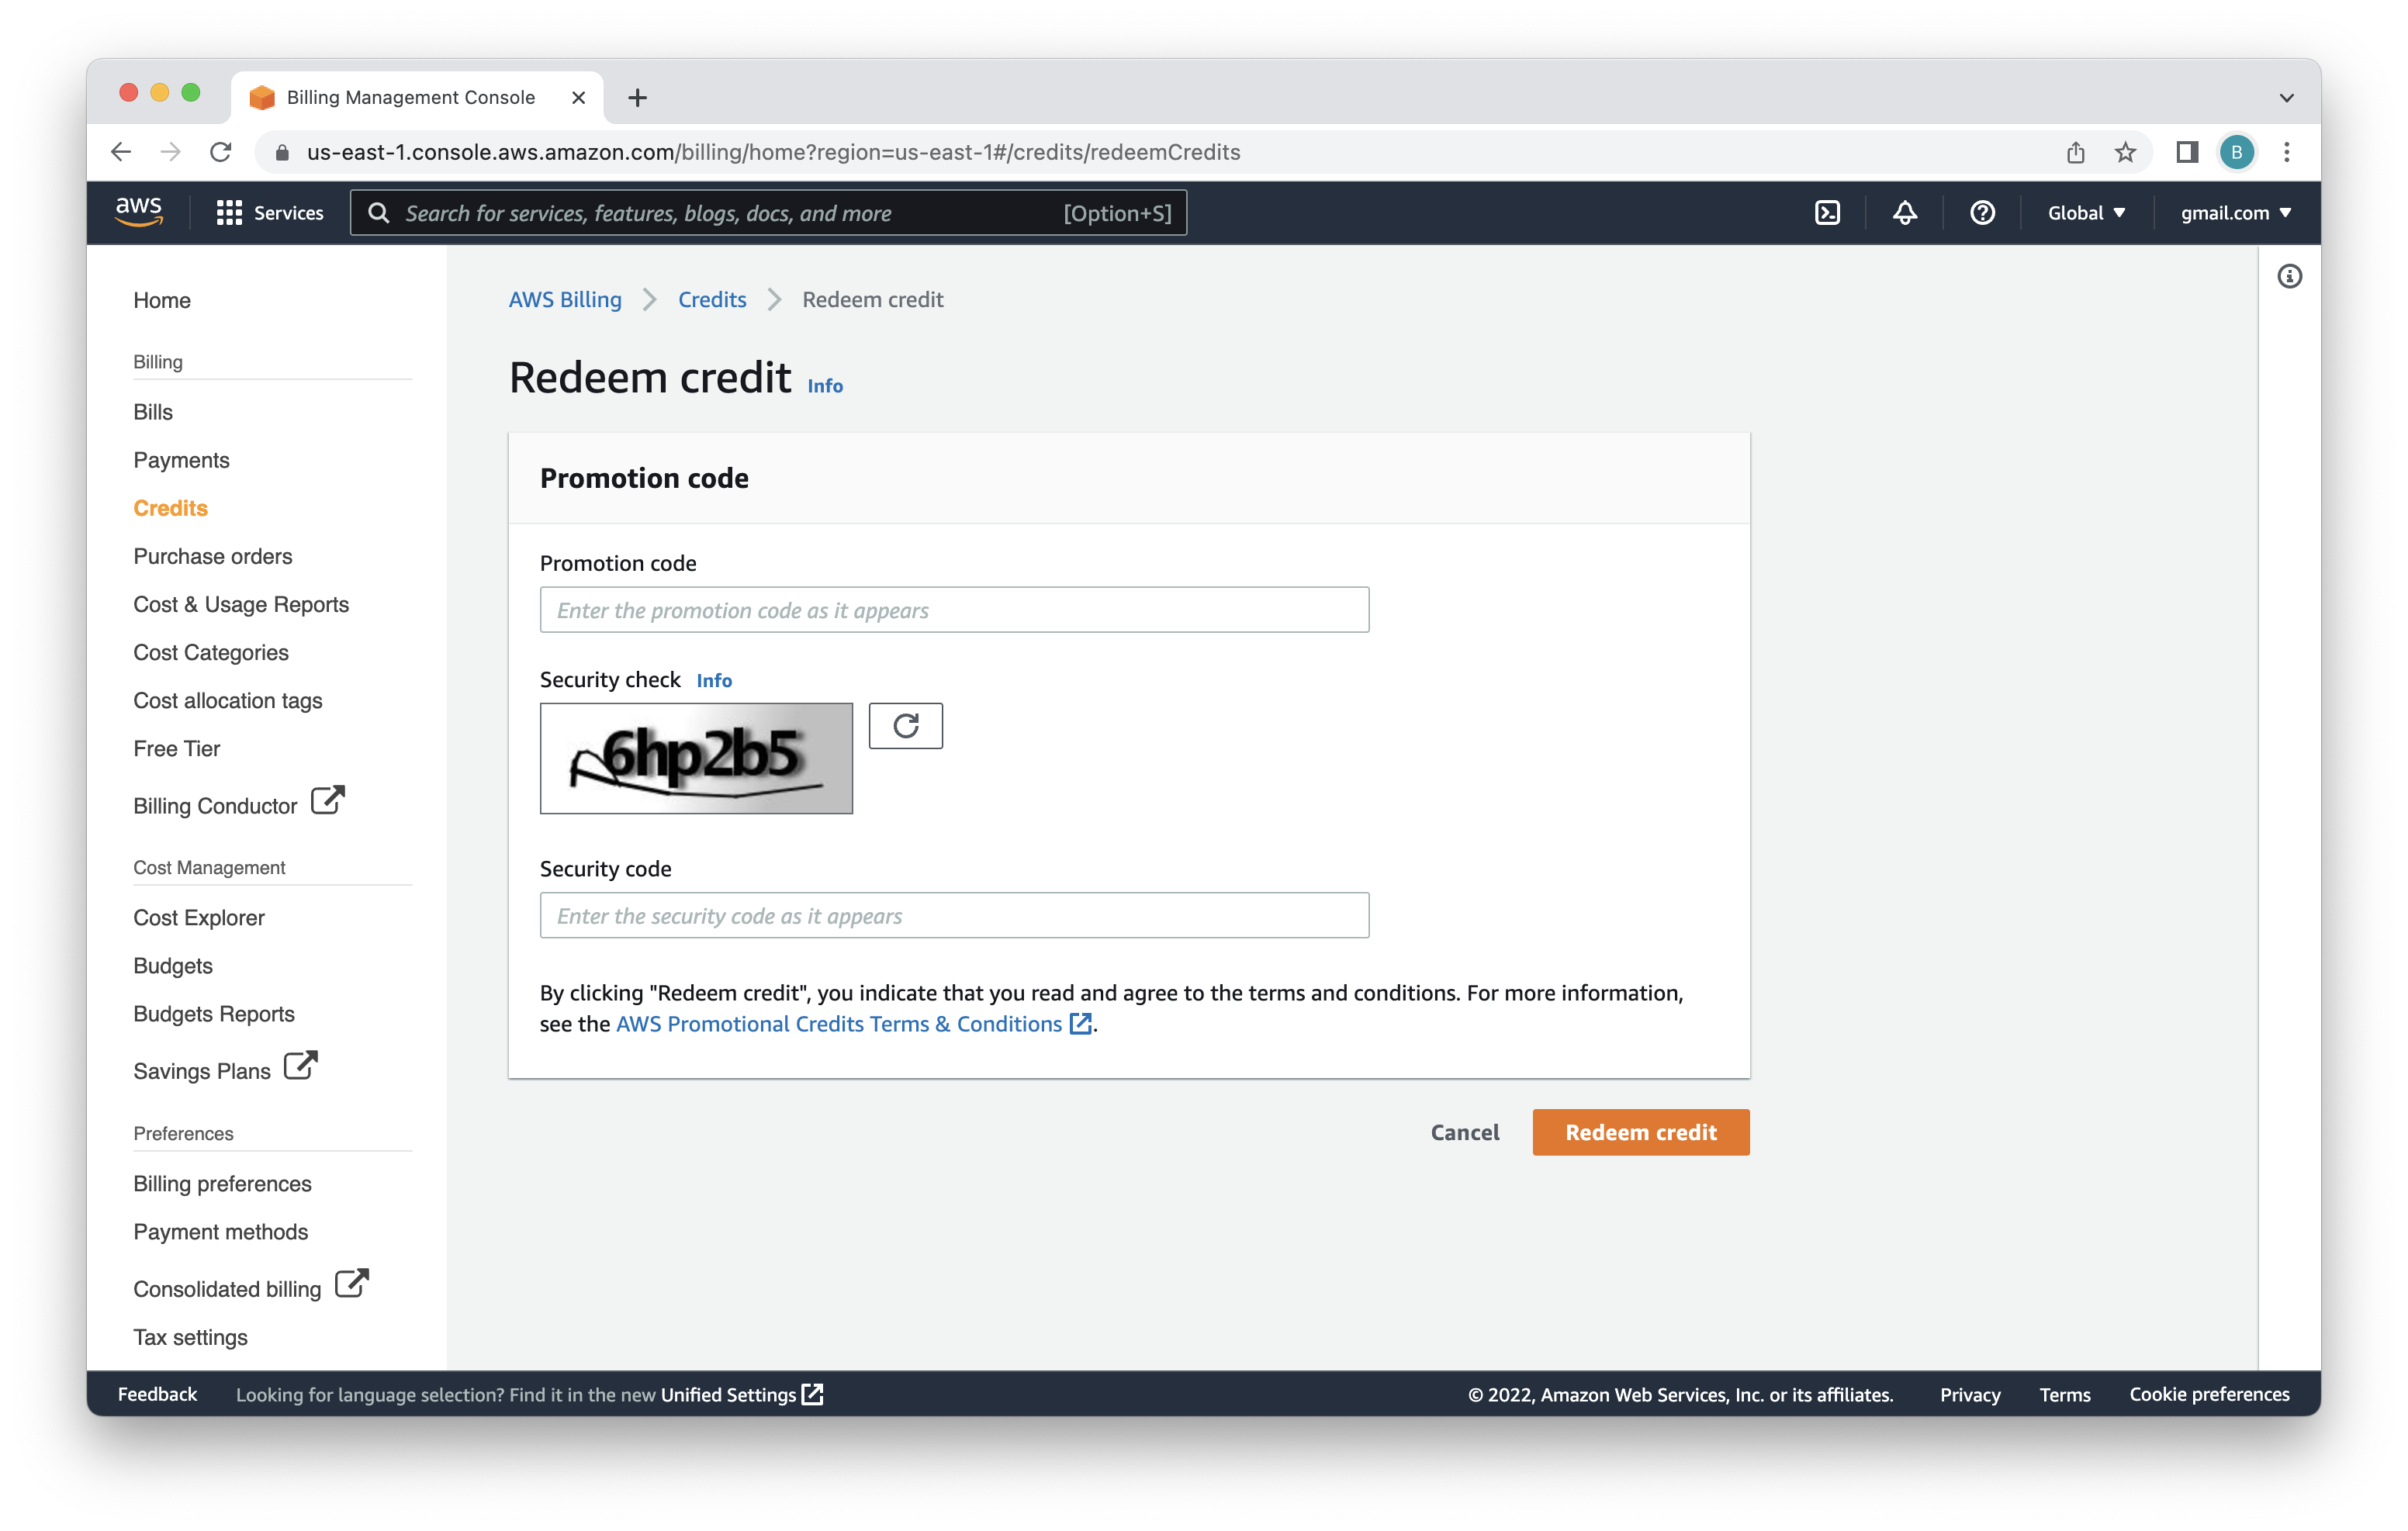 Billing Management Console
us-east-1.console.aws.amazon.com/billing/home?region=us-east-1#/credits/redeemCredits
B
aws
Services
Search for services, features, blogs, docs, and more
[Option+S]
Global
gmail.com
Home
Billing
Bills
Payments
Credits
Purchase orders
Cost & Usage Reports
Cost Categories
Cost allocation tags
Free Tier
Billing Conductor
Cost Management
Cost Explorer
Budgets
Budgets Reports
Savings Plans
Preferences
Billing preferences
Payment methods
Consolidated billing
Tax settings
AWS Billing > Credits > Redeem credit
Redeem credit Info
Promotion code
Promotion code
Enter the promotion code as it appears
Security check Info
6hp2b5
Security code
Enter the security code as it appears
By clicking "Redeem credit", you indicate that you read and agree to the terms and conditions. For more information,
see the AWS Promotional Credits Terms & Conditions.
Cancel
Redeem credit
Feedback
Looking for language selection? Find it in the new Unified Settings
© 2022, Amazon Web Services, Inc. or its affiliates.
Privacy
Terms
Cookie preferences